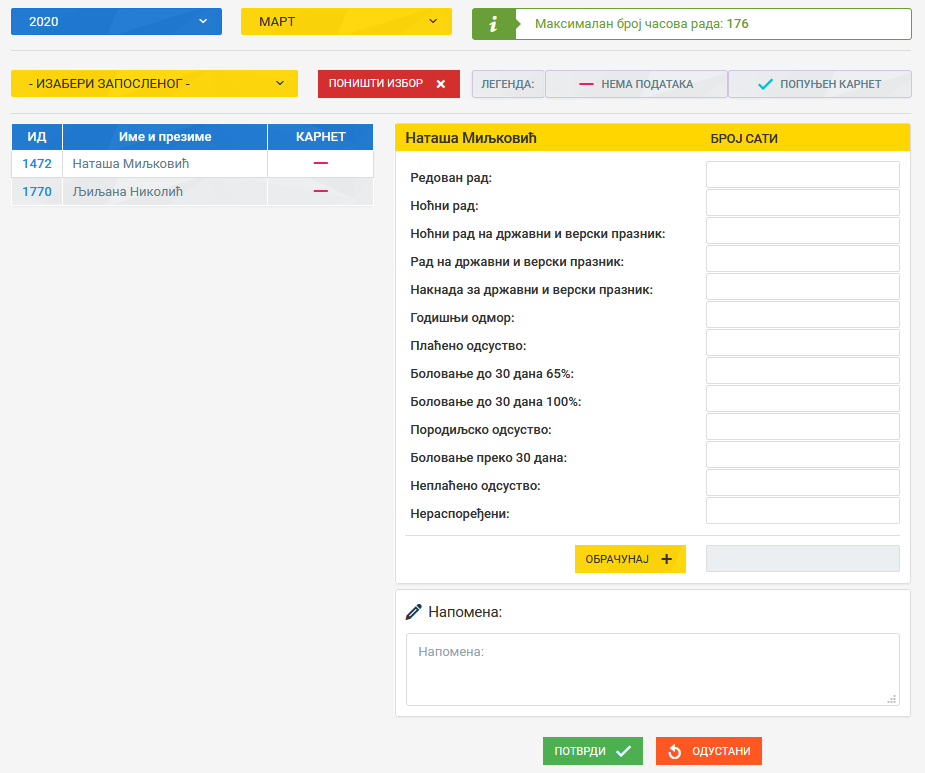 2020
МАРТ
i
Максималан број часова рада: 176
- ИЗАБЕРИ ЗАПОСЛЕНОГ -
ПОНИШТИ ИЗБОР
ЛЕГЕНДА:
НЕМА ПОДАТАКА
ПОПУЊЕН КАРНЕТ
ИД Име и презиме КАРНЕТ
1472 Наташа Миљковић
1770 Љиљана Николић
Наташа Миљковић БРОЈ САТИ
Редован рад:
Ноћни рад:
Ноћни рад на државни и верски празник:
Рад на државни и верски празник:
Накнада за државни и верски празник:
Годишњи одмор:
Плаћено одсуство:
Боловање до 30 дана 65%:
Боловање до 30 дана 100%:
Породиљско одсуство:
Боловање преко 30 дана:
Неплаћено одсуство:
Нераспоређени:
ОБРАЧУНАЈ
Напомена:
Напомена:
ПОТВРДИ
ОДУСТАНИ